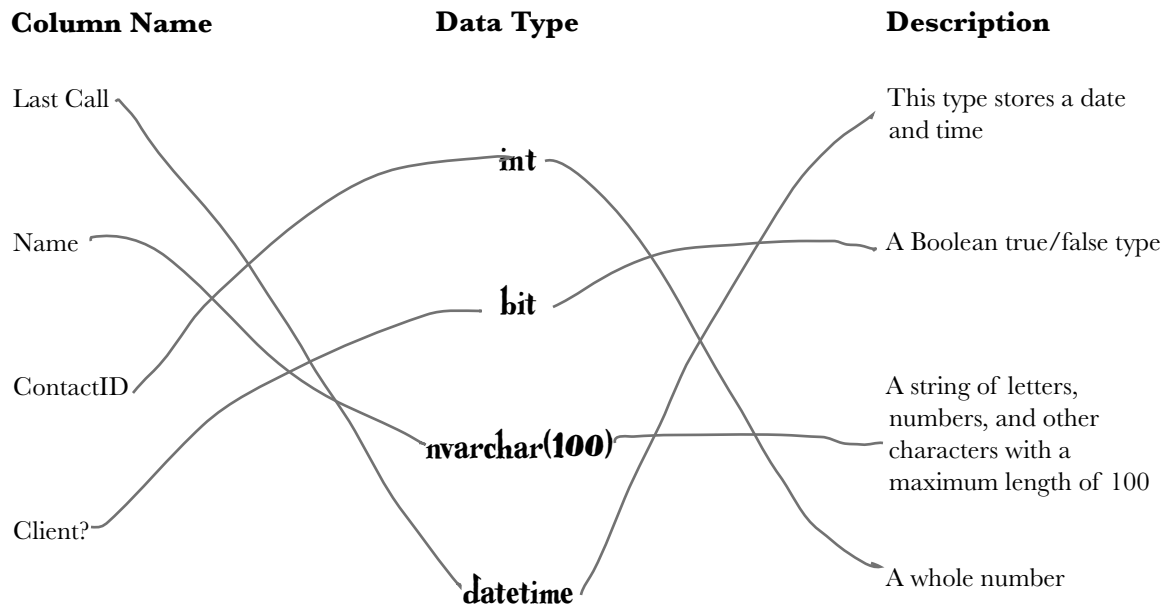 Column Name
Data Type
Description
Last Call
This type stores a date
and time
int
Name
A Boolean true/false type
bit
ContactID
A string of letters,
numbers, and other
characters with a
maximum length of 100
nvarchar(100)
Client?
datetime
A whole number